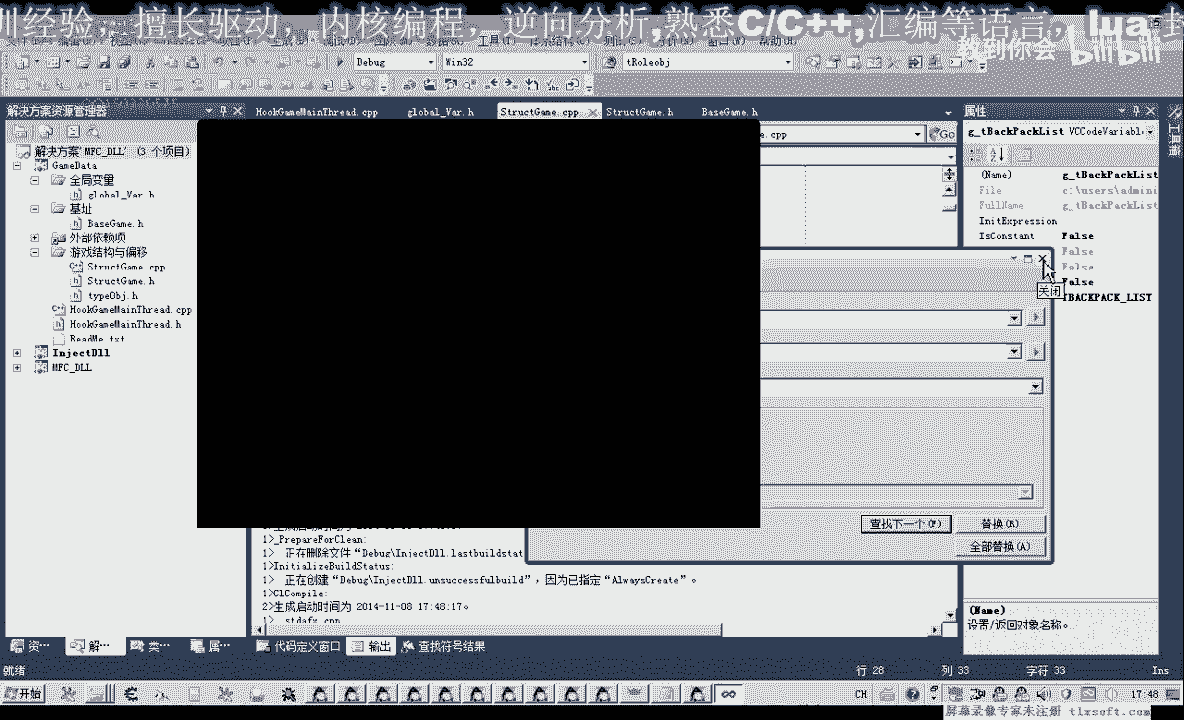 训经验,擅长驱动,内核编程,逆向分析,熟悉C/C++,汇编等语言,lua
教到你会 bilibili
Debug Win32 tRoleobj
解决方案资源管理器
HookGameMainThread.cpp global_Var.h StructGame.cpp StructGame.h BaseGame.h
属性
.cpp Go
g_tBackPackList VCCodeVariabl
解决方案"MFC_DLL" (3 个项目)
GameData
全局变量
global_Var.h
基址
BaseGame.h
外部依赖项
游戏结构与偏移
StructGame.cpp
StructGame.h
typeObj.h
HookGameMainThread.cpp
HookGameMainThread.h
ReadMe.txt
InjectDll
MFC_DLL
(Name) g_tBackPackList
File c:\users\admini
FullName g_tBackPackList
InitExpression
IsConstant False
False
False
False
TBACKPACK_LIST
关闭
查找下一个(F) 替换(R)
全部替换(A)
1>_PrepareForClean:
1> 正在删除文件"Debug\InjectDll.lastbuildstat
1>InitializeBuildStatus:
1> 正在创建"Debug\InjectDll.unsuccessfulbuild",因为已指定"AlwaysCreate"。
1>ClCompile:
2>生成启动时间为 2014-11-08 17:48:17。
1> stdafx.cpp
(Name)
设置/返回对象名称。
资… 解… 类… 属… 代码定义窗口 输出 查找符号结果
就绪 行 28 列 33 字符 33 Ins
开始 CH 17:48
屏幕录像专家未注册 tlxsoft.com